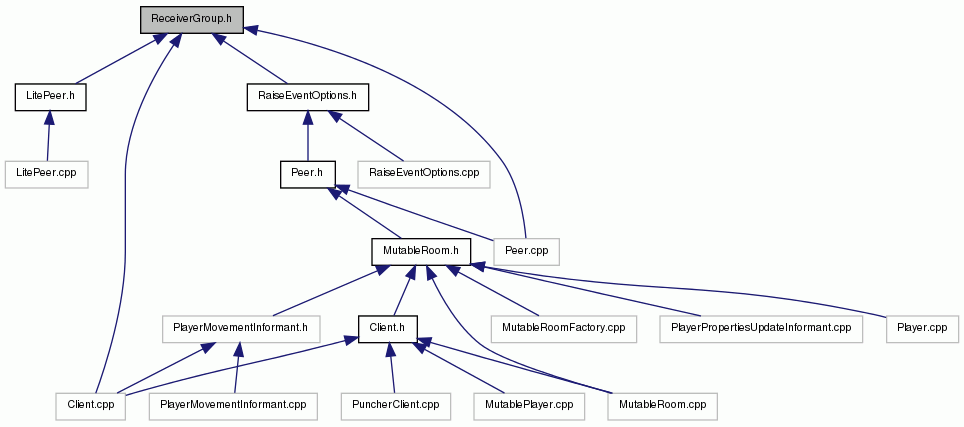 ReceiverGroup.h
LitePeer.h
RaiseEventOptions.h
LitePeer.cpp
Peer.h
RaiseEventOptions.cpp
MutableRoom.h
Peer.cpp
PlayerMovementInformant.h
Client.h
MutableRoomFactory.cpp
PlayerPropertiesUpdateInformant.cpp
Player.cpp
Client.cpp
PlayerMovementInformant.cpp
PuncherClient.cpp
MutablePlayer.cpp
MutableRoom.cpp